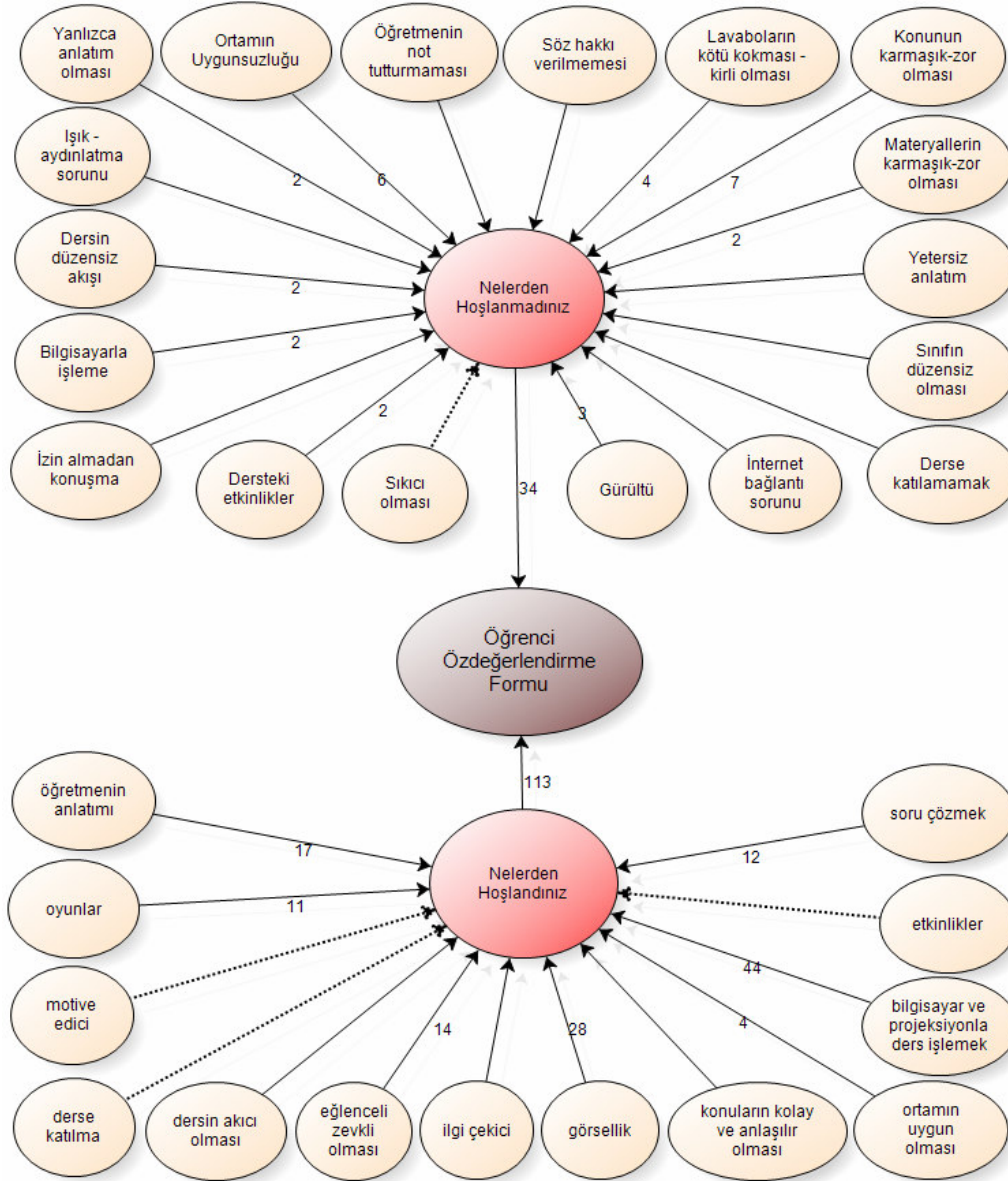 Yanlızca
anlatım
olması
Ortamın
Uygunsuzluğu
Öğretmenin
not
tutturmaması
Söz hakkı
verilmemesi
Lavaboların
kötü kokması -
kirli olması
Konunun
karmaşık-zor
olması
Işık -
aydınlatma
sorunu
2
6
4
7
Materyallerin
karmaşık-zor
olması
2
Dersin
düzensiz
akışı
2
Nelerden
Hoşlanmadınız
Yetersiz
anlatım
Bilgisayarla
işleme
2
Sınıfın
düzensiz
olması
İzin almadan
konuşma
2
Dersteki
etkinlikler
Sıkıcı
olması
34
3
Gürültü
İnternet
bağlantı
sorunu
Derse
katılamamak
Öğrenci
Özdeğerlendirme
Formu
113
öğretmenin
anlatımı
17
Nelerden
Hoşlandınız
12
soru çözmek
oyunlar
11
etkinlikler
motive
edici
44
bilgisayar ve
projeksiyonla
ders işlemek
14
28
4
derse
katılma
dersin akıcı
olması
eğlenceli
zevkli
olması
ilgi çekici
görsellik
konuların kolay
ve anlaşılır
olması
ortamın
uygun
olması